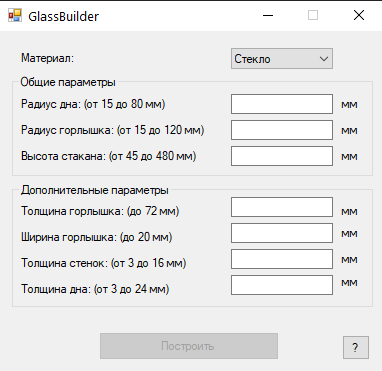 GlassBuilder
Материал: Стекло
Общие параметры
Радиус дна: (от 15 до 80 мм) мм
Радиус горлышка: (от 15 до 120 мм) мм
Высота стакана: (от 45 до 480 мм) мм
Дополнительные параметры
Толщина горлышка: (до 72 мм) мм
Ширина горлышка: (до 20 мм) мм
Толщина стенок: (от 3 до 16 мм) мм
Толщина дна: (от 3 до 24 мм) мм
Построить ?